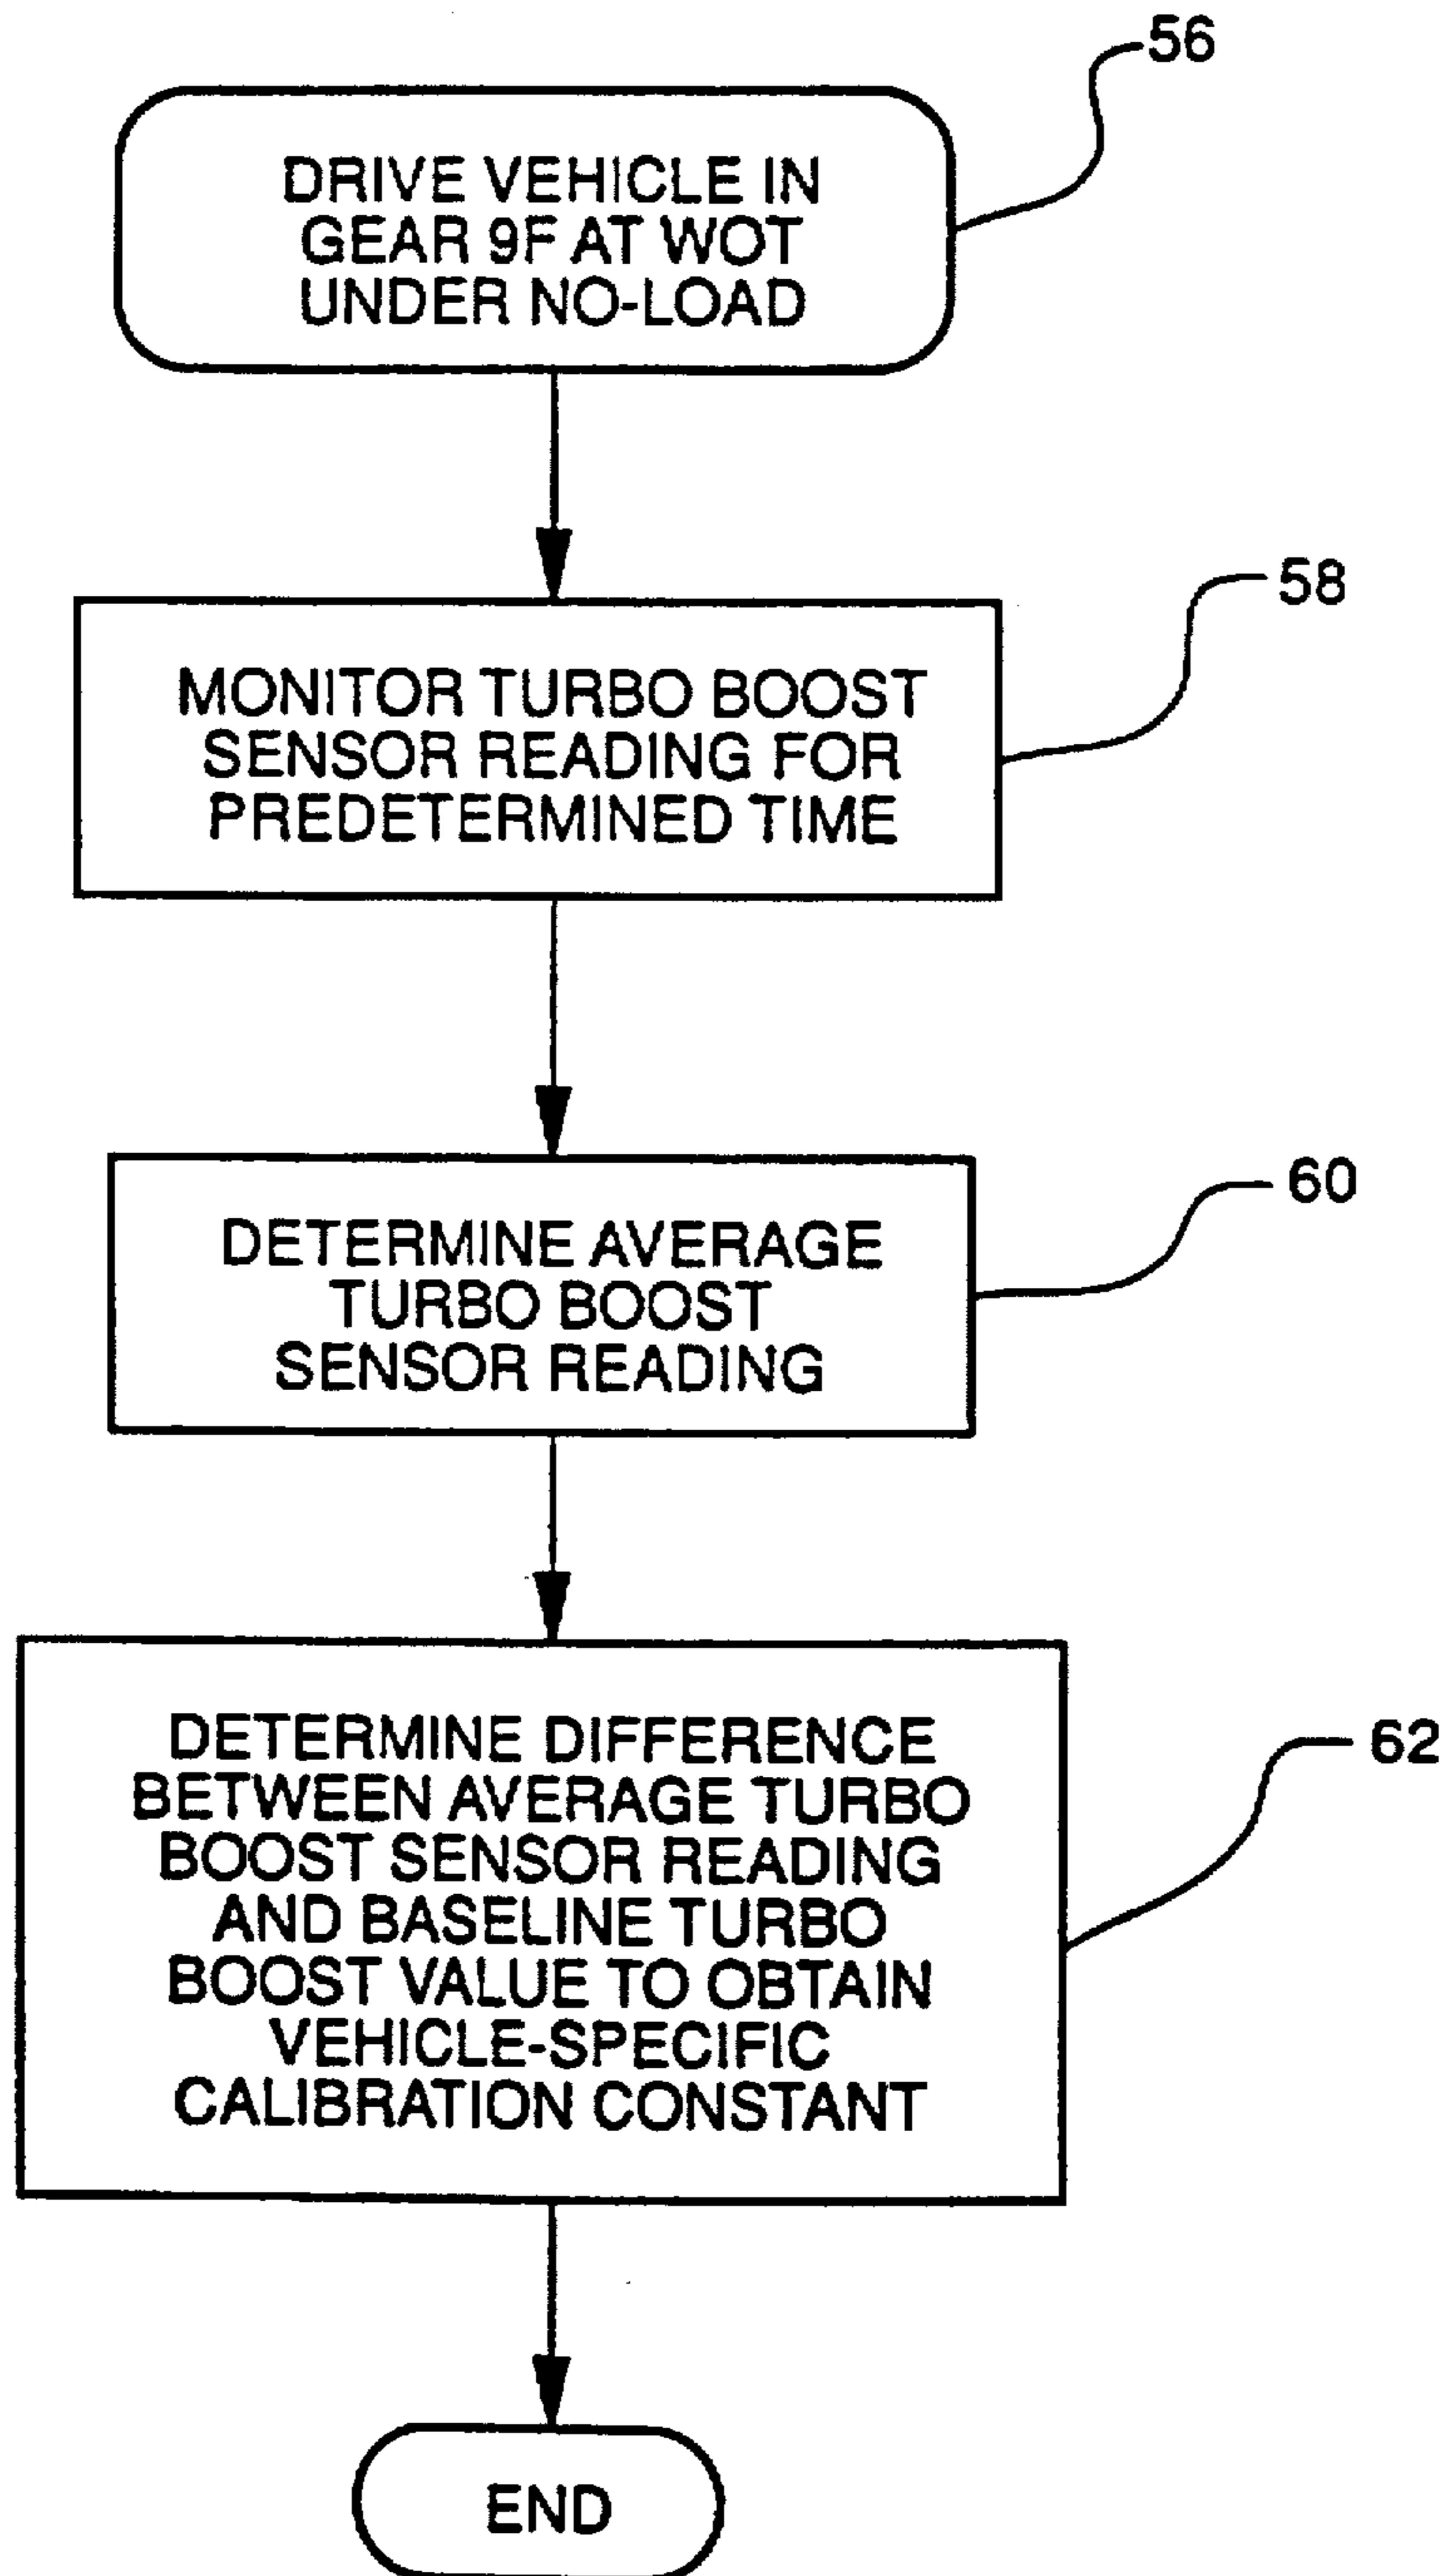 56
DRIVE VEHICLE IN
GEAR 9F AT WOT
UNDER NO-LOAD
58
MONITOR TURBO BOOST
SENSOR READING FOR
PREDETERMINED TIME
60
DETERMINE AVERAGE
TURBO BOOST
SENSOR READING
62
DETERMINE DIFFERENCE
BETWEEN AVERAGE TURBO
BOOST SENSOR READING
AND BASELINE TURBO
BOOST VALUE TO OBTAIN
VEHICLE-SPECIFIC
CALIBRATION CONSTANT
END